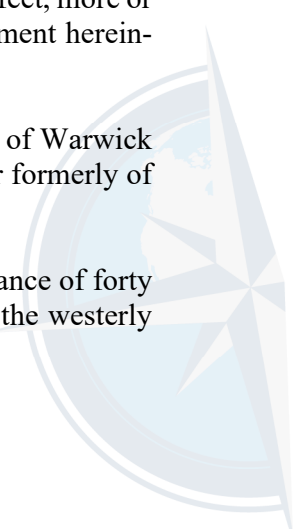 feet, more or
ment herein-
of Warwick
formerly of
ance of forty
the westerly